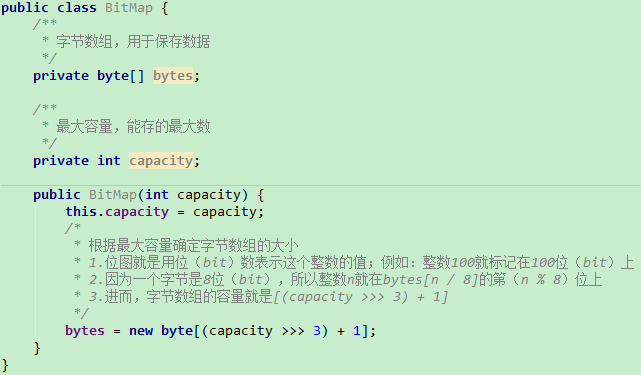 public class BitMap {
/**
* 字节数组，用于保存数据
*/
private byte[] bytes;
/**
* 最大容量，能存的最大数
*/
private int capacity;
public BitMap(int capacity) {
this.capacity = capacity;
/*
* 根据最大容量确定字节数组的大小
* 1.位图就是用位（bit）数表示这个整数的值；例如：整数100就标记在100位（bit）上
* 2.因为一个字节是8位（bit），所以整数n就在bytes[n / 8]的第（n % 8）位上
* 3.进而，字节数组的容量就是[(capacity >>> 3) + 1]
*/
bytes = new byte[(capacity >>> 3) + 1];
}
}